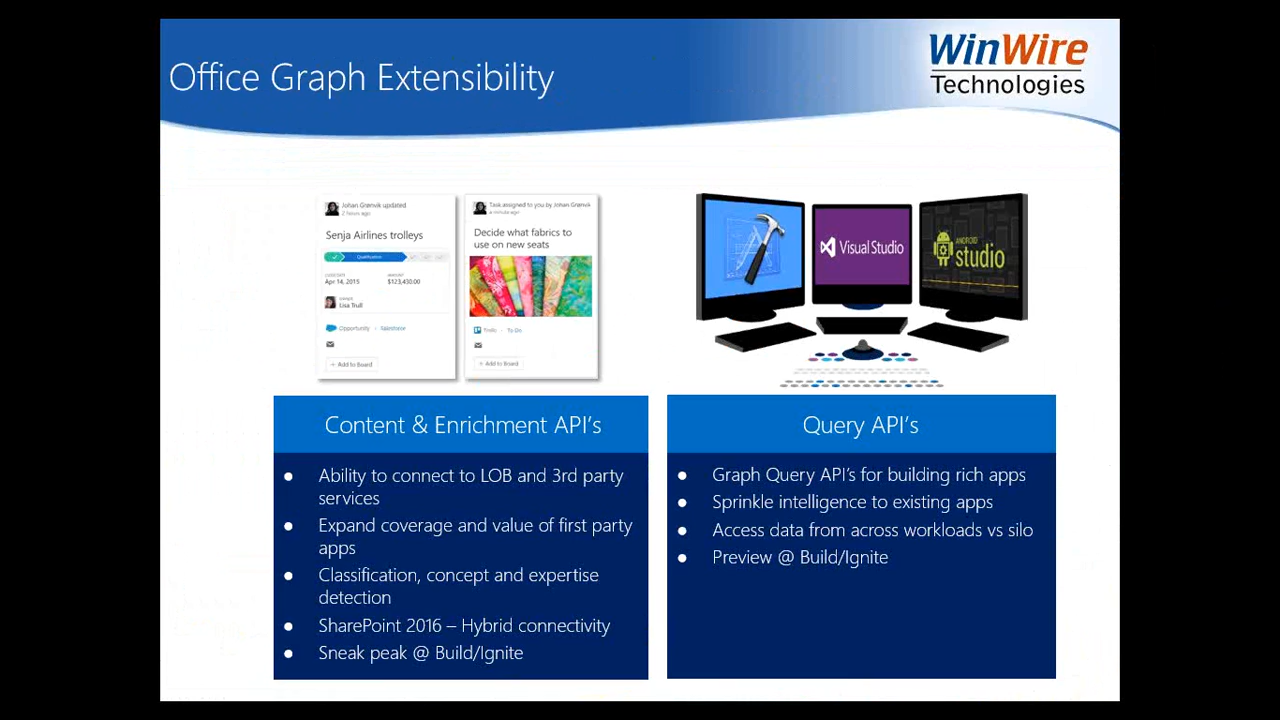 Office Graph Extensibility
WinWire
Technologies
Johan Grønvik updated
2 hours ago
Senja Airlines trolleys
Qualification
CLOSE DATE
AMOUNT
Apr 14, 2015
$123,450.00
Lisa Trull
Opportunity · Salesforce
+ Add to Board
Task assigned to you by Johan Grønvik
a minute ago
Decide what fabrics to
use on new seats
Trello · To Do
+ Add to Board
Visual Studio
ANDROID
studio
Content & Enrichment API's
● Ability to connect to LOB and 3rd party
services
● Expand coverage and value of first party
apps
● Classification, concept and expertise
detection
● SharePoint 2016 – Hybrid connectivity
● Sneak peak @ Build/Ignite
Query API's
● Graph Query API's for building rich apps
● Sprinkle intelligence to existing apps
● Access data from across workloads vs silo
● Preview @ Build/Ignite